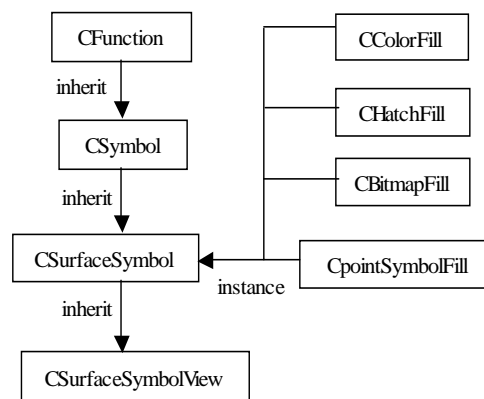 CFunction
CColorFill
inherit
CHatchFill
CSymbol
inherit
CBitmapFill
CSurfaceSymbol
CpointSymbolFill
instance
inherit
CSurfaceSymbolView